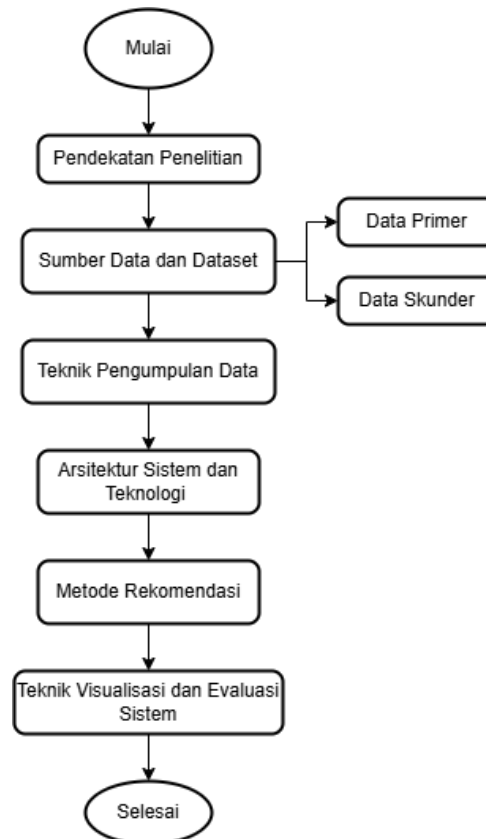 Mulai
Pendekatan Penelitian
Sumber Data dan Dataset
Data Primer
Data Skunder
Teknik Pengumpulan Data
Arsitektur Sistem dan
Teknologi
Metode Rekomendasi
Teknik Visualisasi dan Evaluasi
Sistem
Selesai